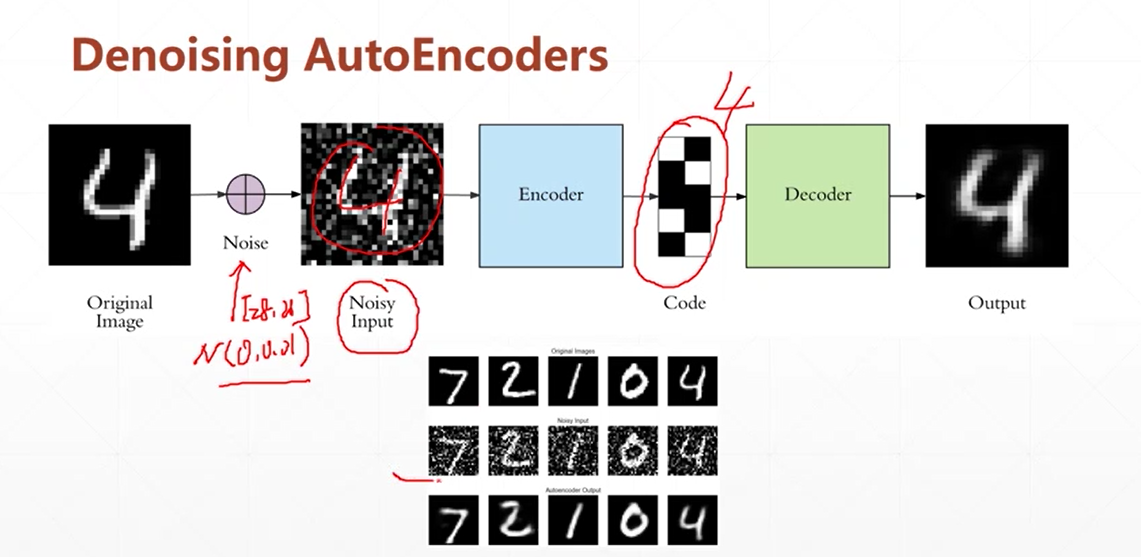 Denoising AutoEncoders
4
Encoder
Decoder
Noise
Original
Image
Noisy
Input
Code
Output
[28, 28]
N(0, 0.01)
Original Images
Noisy Input
Autoencoder Output